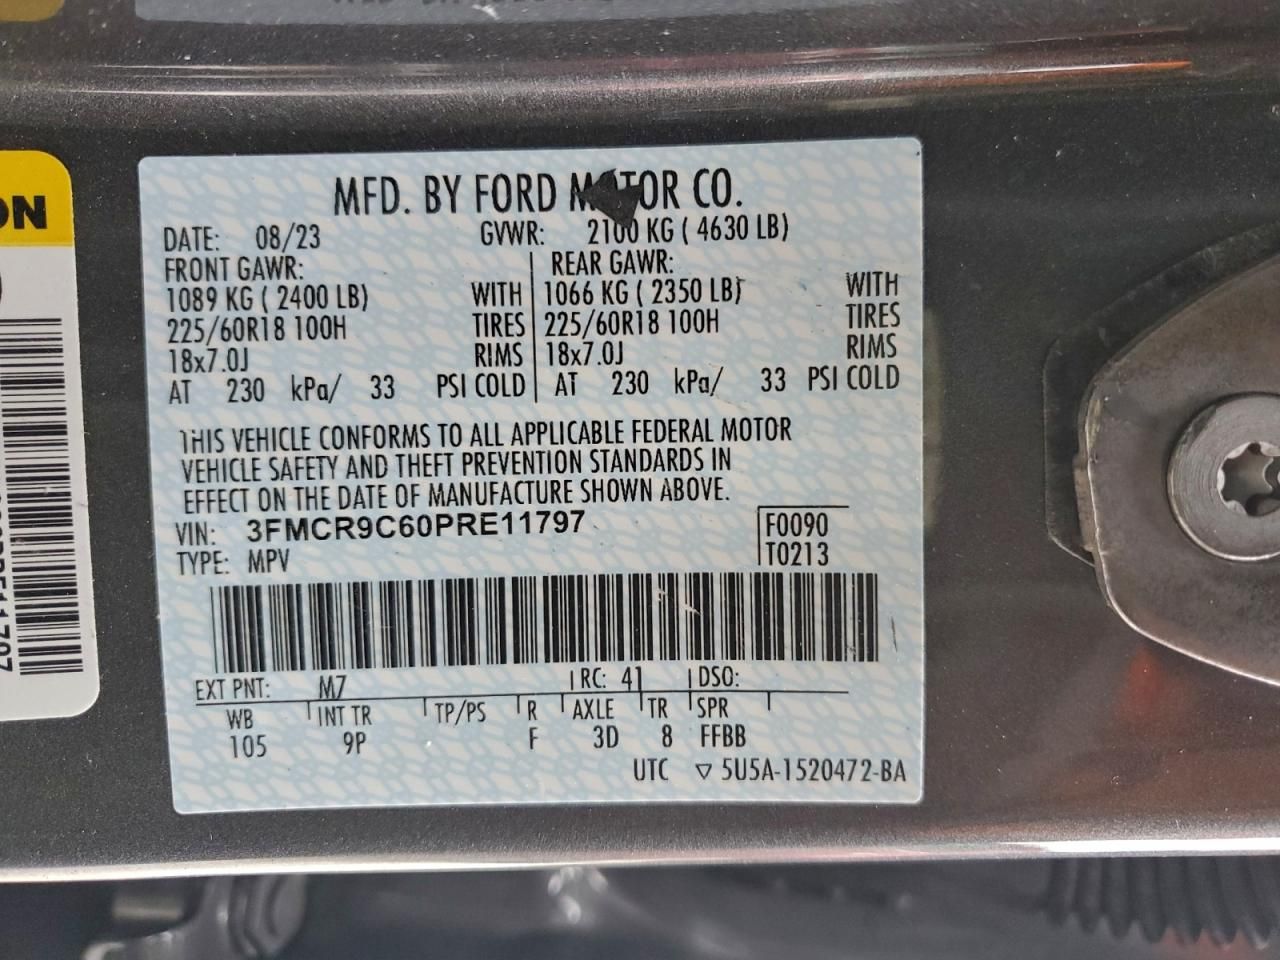 ON
MFD. BY FORD MOTOR CO.
DATE: 08/23 GVWR: 2100 KG ( 4630 LB)
FRONT GAWR: REAR GAWR:
1089 KG ( 2400 LB) WITH 1066 KG ( 2350 LB) WITH
225/60R18 100H TIRES 225/60R18 100H TIRES
18x7.0J RIMS 18x7.0J RIMS
AT 230 kPa/ 33 PSI COLD AT 230 kPa/ 33 PSI COLD
THIS VEHICLE CONFORMS TO ALL APPLICABLE FEDERAL MOTOR
VEHICLE SAFETY AND THEFT PREVENTION STANDARDS IN
EFFECT ON THE DATE OF MANUFACTURE SHOWN ABOVE.
VIN: 3FMCR9C60PRE11797 F0090
TYPE: MPV T0213
EXT PNT: M7 RC: 41 DSO:
WB INT TR TP/PS R AXLE TR SPR
105 9P F 3D 8 FFBB
UTC ▽ 5U5A-1520472-BA